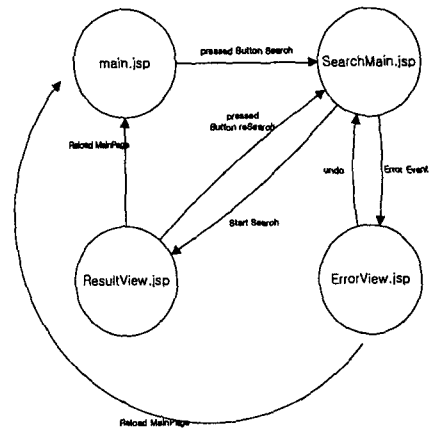 pressed Button Search
main.jsp
SearchMain.jsp
pressed
Button reSearch
Reload MainPage
undo
Error Event
Start Search
ResultView.jsp
ErrorView.jsp
Reload MainPage